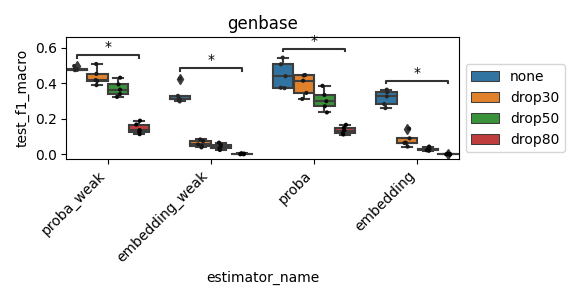 genbase
test_f1_macro
0.6
0.4
0.2
0.0
*
*
*
*
proba_weak
embedding_weak
proba
embedding
estimator_name
none
drop30
drop50
drop80